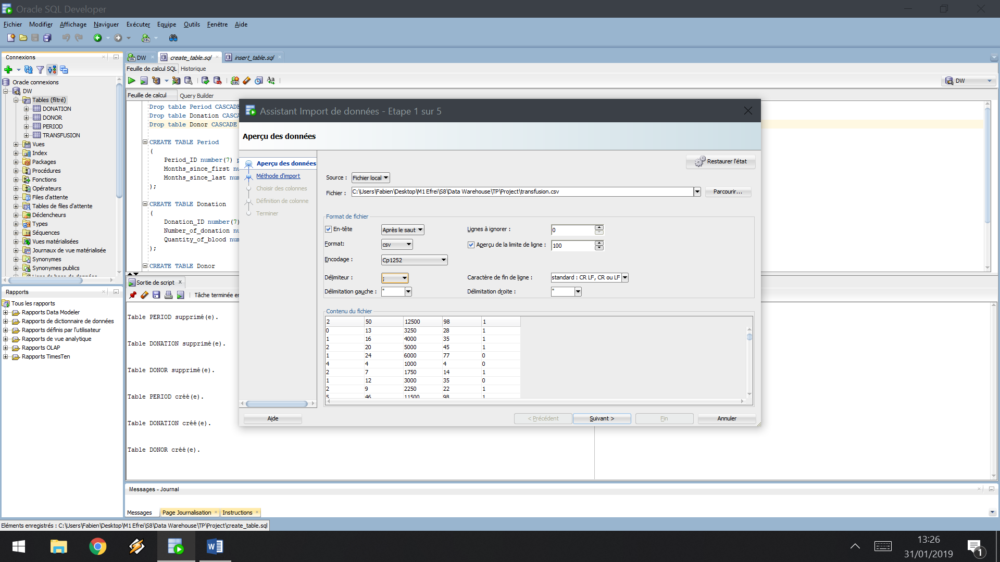 Oracle SQL Developer
Fichier Modifier Affichage Naviguer Exécuter Equipe Outils Fenêtre Aide
Connexions
Oracle connexions
DW
Tables (filtré)
DONATION
DONOR
PERIOD
TRANSFUSION
Vues
Index
Packages
Procédures
Fonctions
Opérateurs
Files d'attente
Tables de files d'attente
Déclencheurs
Types
Séquences
Vues matérialisées
Journaux de vue matérialisée
Synonymes
Synonymes publics
Rapports
Tous les rapports
Rapports Data Modeler
Rapports de dictionnaire de données
Rapports définis par l'utilisateur
Rapports de vue analytique
Rapports OLAP
Rapports TimesTen
DW create_table.sql insert_table.sql
Feuille de calcul SQL Historique
DW
Feuille de calcul Query Builder
Drop table Period CASCADE
Drop table Donation CASCA
Drop table Donor CASCADE
CREATE TABLE Period
(
Period_ID number(7) p
Months_since_first nu
Months_since_last num
);
CREATE TABLE Donation
(
Donation_ID number(7)
Number_of_donation nu
Quantity_of_blood num
);
CREATE TABLE Donor
Sortie de script
Tâche terminée en
Table PERIOD supprimé(e).
Table DONATION supprimé(e).
Table DONOR supprimé(e).
Table PERIOD créé(e).
Table DONATION créé(e).
Table DONOR créé(e).
Assistant Import de données - Etape 1 sur 5
Aperçu des données
Aperçu des données
Méthode d'import
Choisir des colonnes
Définition de colonne
Terminer
Restaurer l'état
Source : Fichier local
Fichier : C:\Users\Fabien\Desktop\M1 Efrei\S8\Data Warehouse\TP\Project\transfusion.csv Parcourir...
Format de fichier
En-tête Après le saut Lignes à ignorer : 0
Format: csv Aperçu de la limite de ligne : 100
Encodage : Cp1252
Délimiteur : ; Caractère de fin de ligne : standard : CR LF, CR ou LF
Délimitation gauche : " Délimitation droite : "
Contenu du fichier
2 50 12500 98 1
0 13 3250 28 1
1 16 4000 35 1
2 20 5000 45 1
1 24 6000 77 0
4 4 1000 4 0
2 7 1750 14 1
1 12 3000 35 0
2 9 2250 22 1
5 46 11500 98 1
Aide < Précédent Suivant > Fin Annuler
Messages - Journal
Messages Page Journalisation Instructions
Eléments enregistrés : C:\Users\Fabien\Desktop\M1 Efrei\S8\Data Warehouse\TP\Project\create_table.sql
13:26
31/01/2019
1